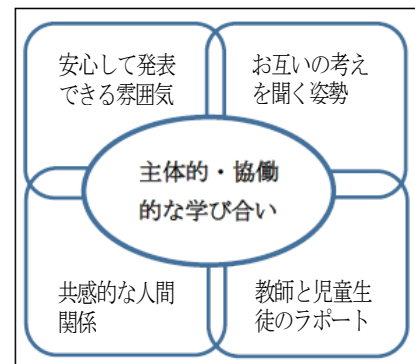 安心して発表
できる雰囲気
お互いの考え
を聞く姿勢
主体的・協働
的な学び合い
共感的な人間
関係
教師と児童生
徒のラポート